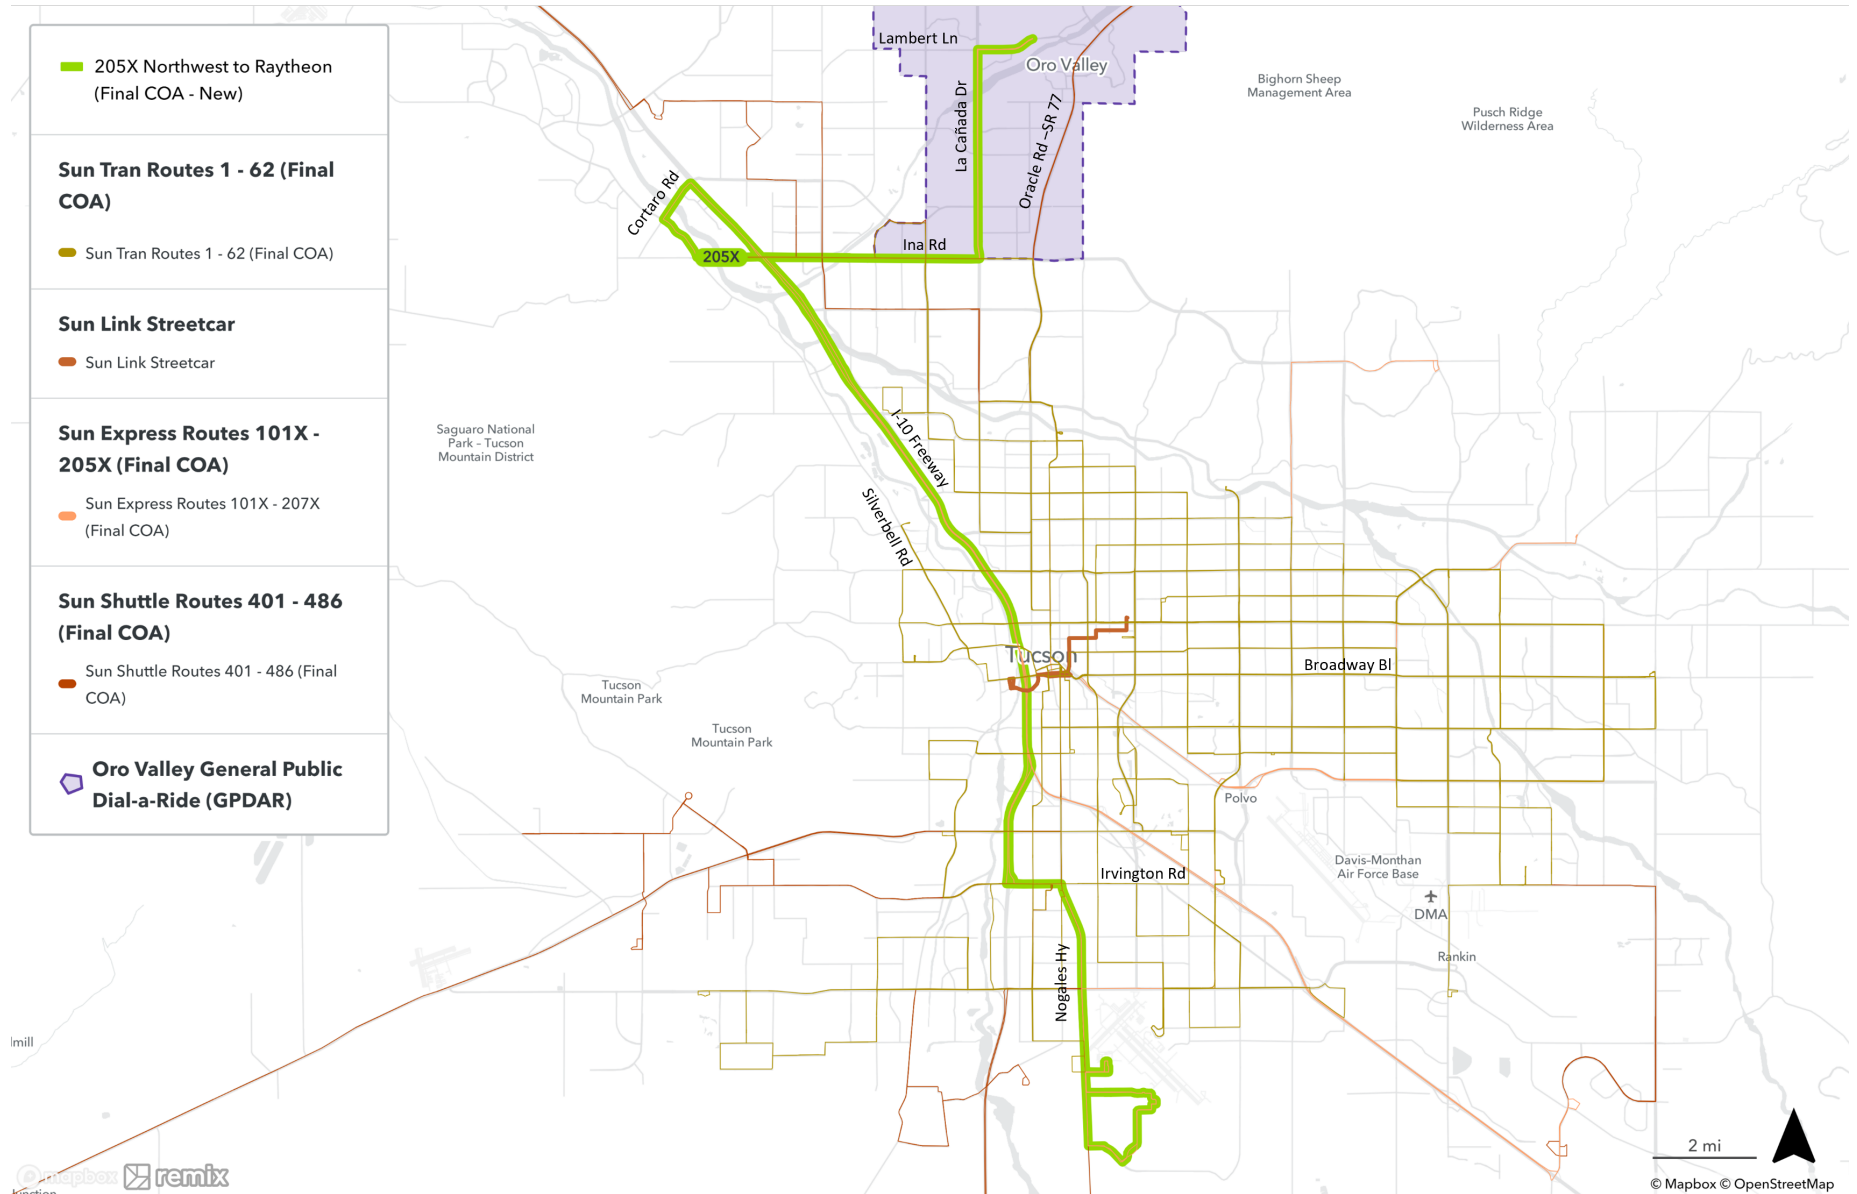 205X Northwest to Raytheon
(Final COA - New)
Sun Tran Routes 1 - 62 (Final
COA)
Sun Tran Routes 1 - 62 (Final COA)
Sun Link Streetcar
Sun Link Streetcar
Sun Express Routes 101X -
205X (Final COA)
Sun Express Routes 101X - 207X
(Final COA)
Sun Shuttle Routes 401 - 486
(Final COA)
Sun Shuttle Routes 401 - 486 (Final
COA)
Oro Valley General Public
Dial-a-Ride (GPDAR)
Lambert Ln
Oro Valley
La Cañada Dr
Oracle Rd –SR 77
Bighorn Sheep
Management Area
Pusch Ridge
Wilderness Area
Cortaro Rd
Ina Rd
205X
I-10 Freeway
Saguaro National
Park - Tucson
Mountain District
Silverbell Rd
Tucson
Broadway Bl
Tucson
Mountain Park
Tucson
Mountain Park
Polvo
Irvington Rd
Davis-Monthan
Air Force Base
DMA
Rankin
Nogales Hy
lmill
2 mi
mapbox
remix
© Mapbox © OpenStreetMap